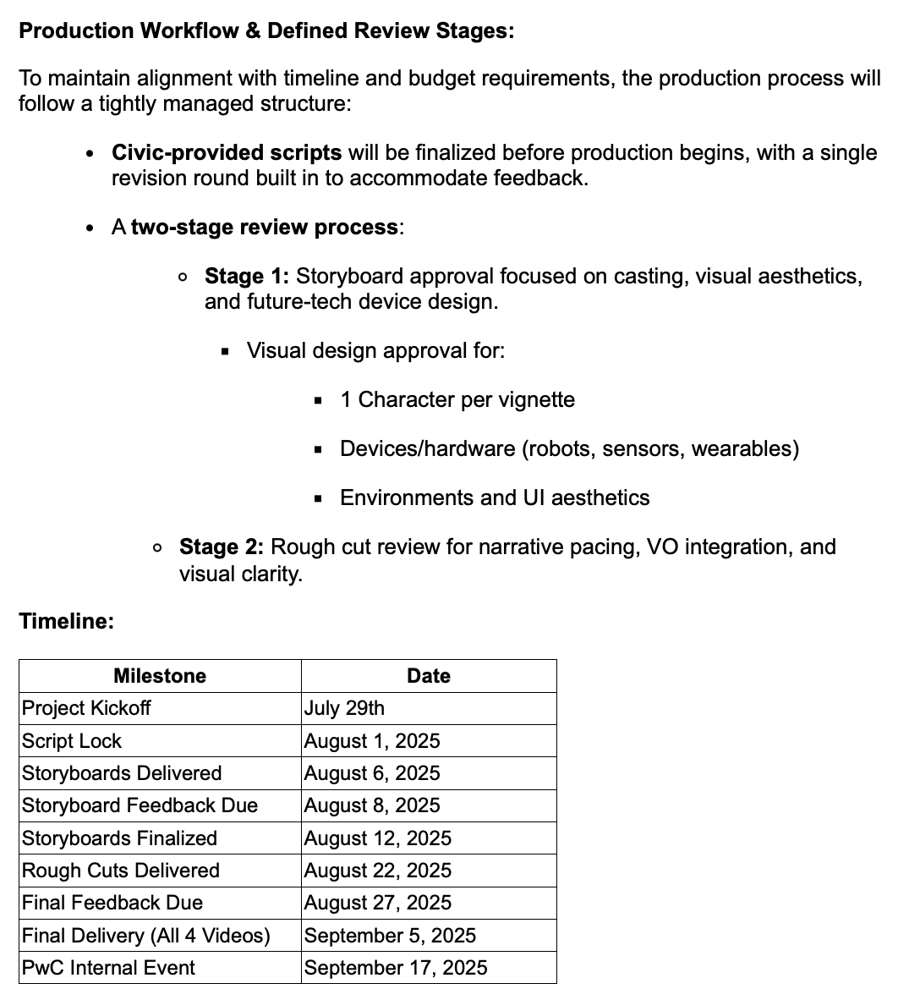 Production Workflow & Defined Review Stages:
To maintain alignment with timeline and budget requirements, the production process will
follow a tightly managed structure:
• Civic-provided scripts will be finalized before production begins, with a single
revision round built in to accommodate feedback.
• A two-stage review process:
○ Stage 1: Storyboard approval focused on casting, visual aesthetics,
and future-tech device design.
▪ Visual design approval for:
▪ 1 Character per vignette
▪ Devices/hardware (robots, sensors, wearables)
▪ Environments and UI aesthetics
○ Stage 2: Rough cut review for narrative pacing, VO integration, and
visual clarity.
Timeline:
Milestone Date
Project Kickoff July 29th
Script Lock August 1, 2025
Storyboards Delivered August 6, 2025
Storyboard Feedback Due August 8, 2025
Storyboards Finalized August 12, 2025
Rough Cuts Delivered August 22, 2025
Final Feedback Due August 27, 2025
Final Delivery (All 4 Videos) September 5, 2025
PwC Internal Event September 17, 2025